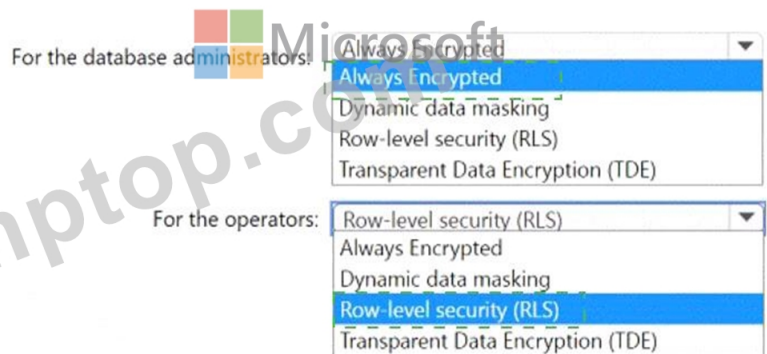 Microsoft
For the database administrators: Always Encrypted
Always Encrypted
Dynamic data masking
Row-level security (RLS)
Transparent Data Encryption (TDE)
For the operators: Row-level security (RLS)
Always Encrypted
Dynamic data masking
Row-level security (RLS)
Transparent Data Encryption (TDE)
mptop.com